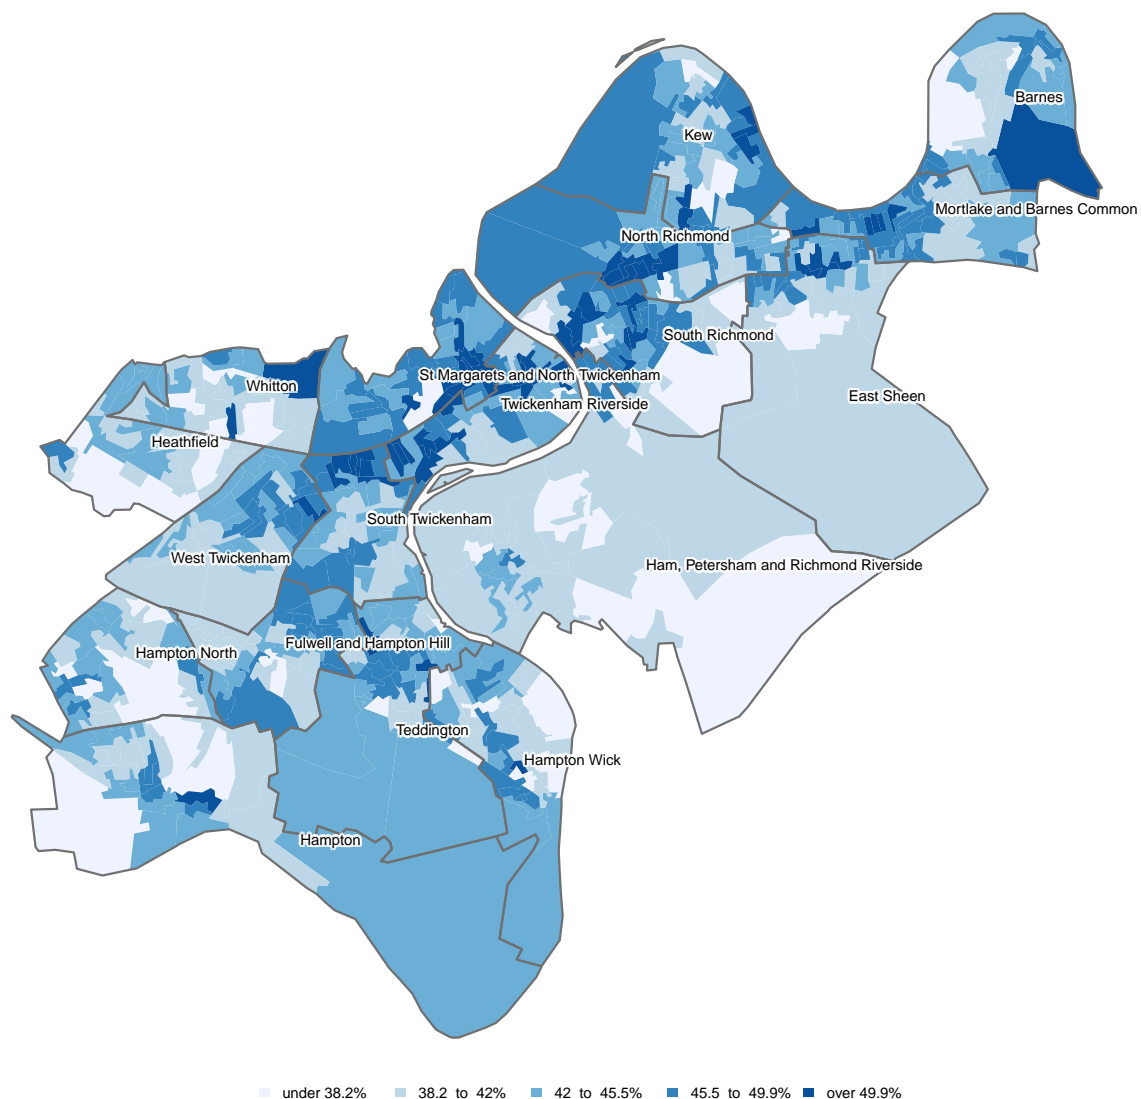 Barnes
Kew
Mortlake and Barnes Common
North Richmond
South Richmond
St Margarets and North Twickenham
Whitton
East Sheen
Twickenham Riverside
Heathfield
South Twickenham
West Twickenham
Ham, Petersham and Richmond Riverside
Fulwell and Hampton Hill
Hampton North
Teddington
Hampton Wick
Hampton
under 38.2% 38.2 to 42% 42 to 45.5% 45.5 to 49.9% over 49.9%